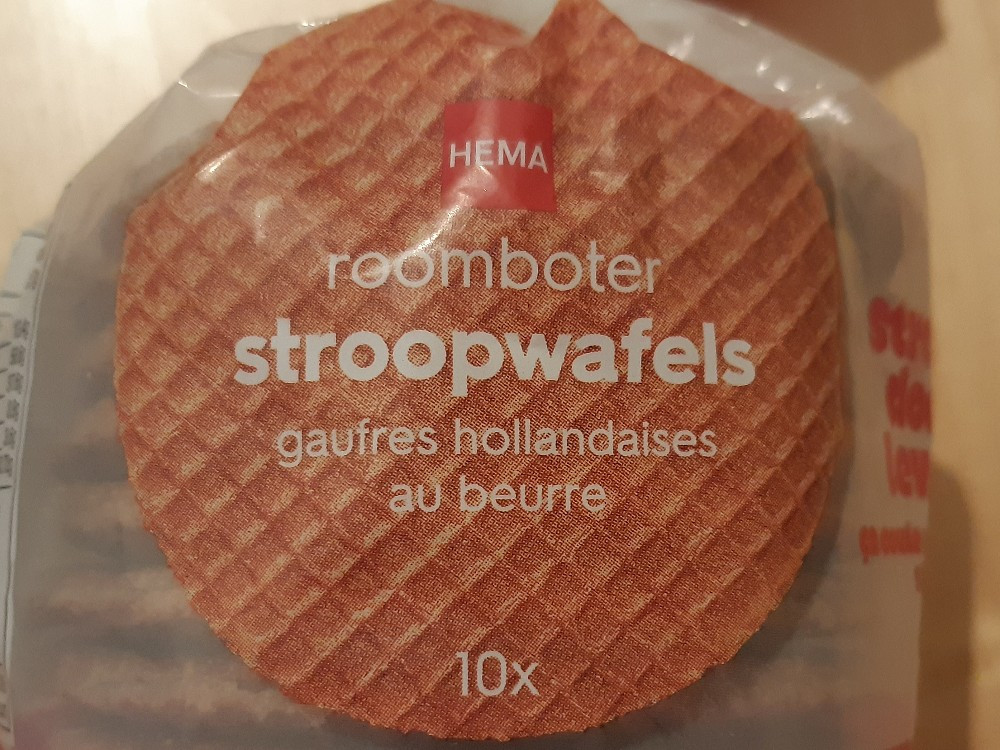 HEMA
roomboter
stroopwafels
gaufres hollandaises
au beurre
10x